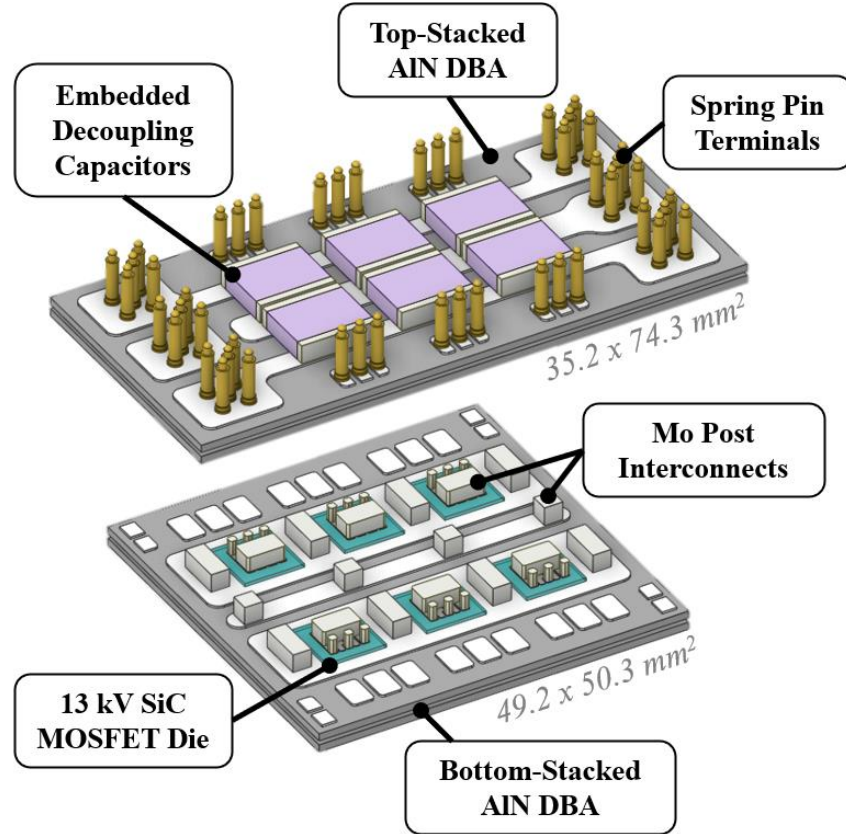 Top-Stacked
AlN DBA
Embedded
Decoupling
Capacitors
Spring Pin
Terminals
35.2 x 74.3 mm²
Mo Post
Interconnects
13 kV SiC
MOSFET Die
49.2 x 50.3 mm²
Bottom-Stacked
AlN DBA